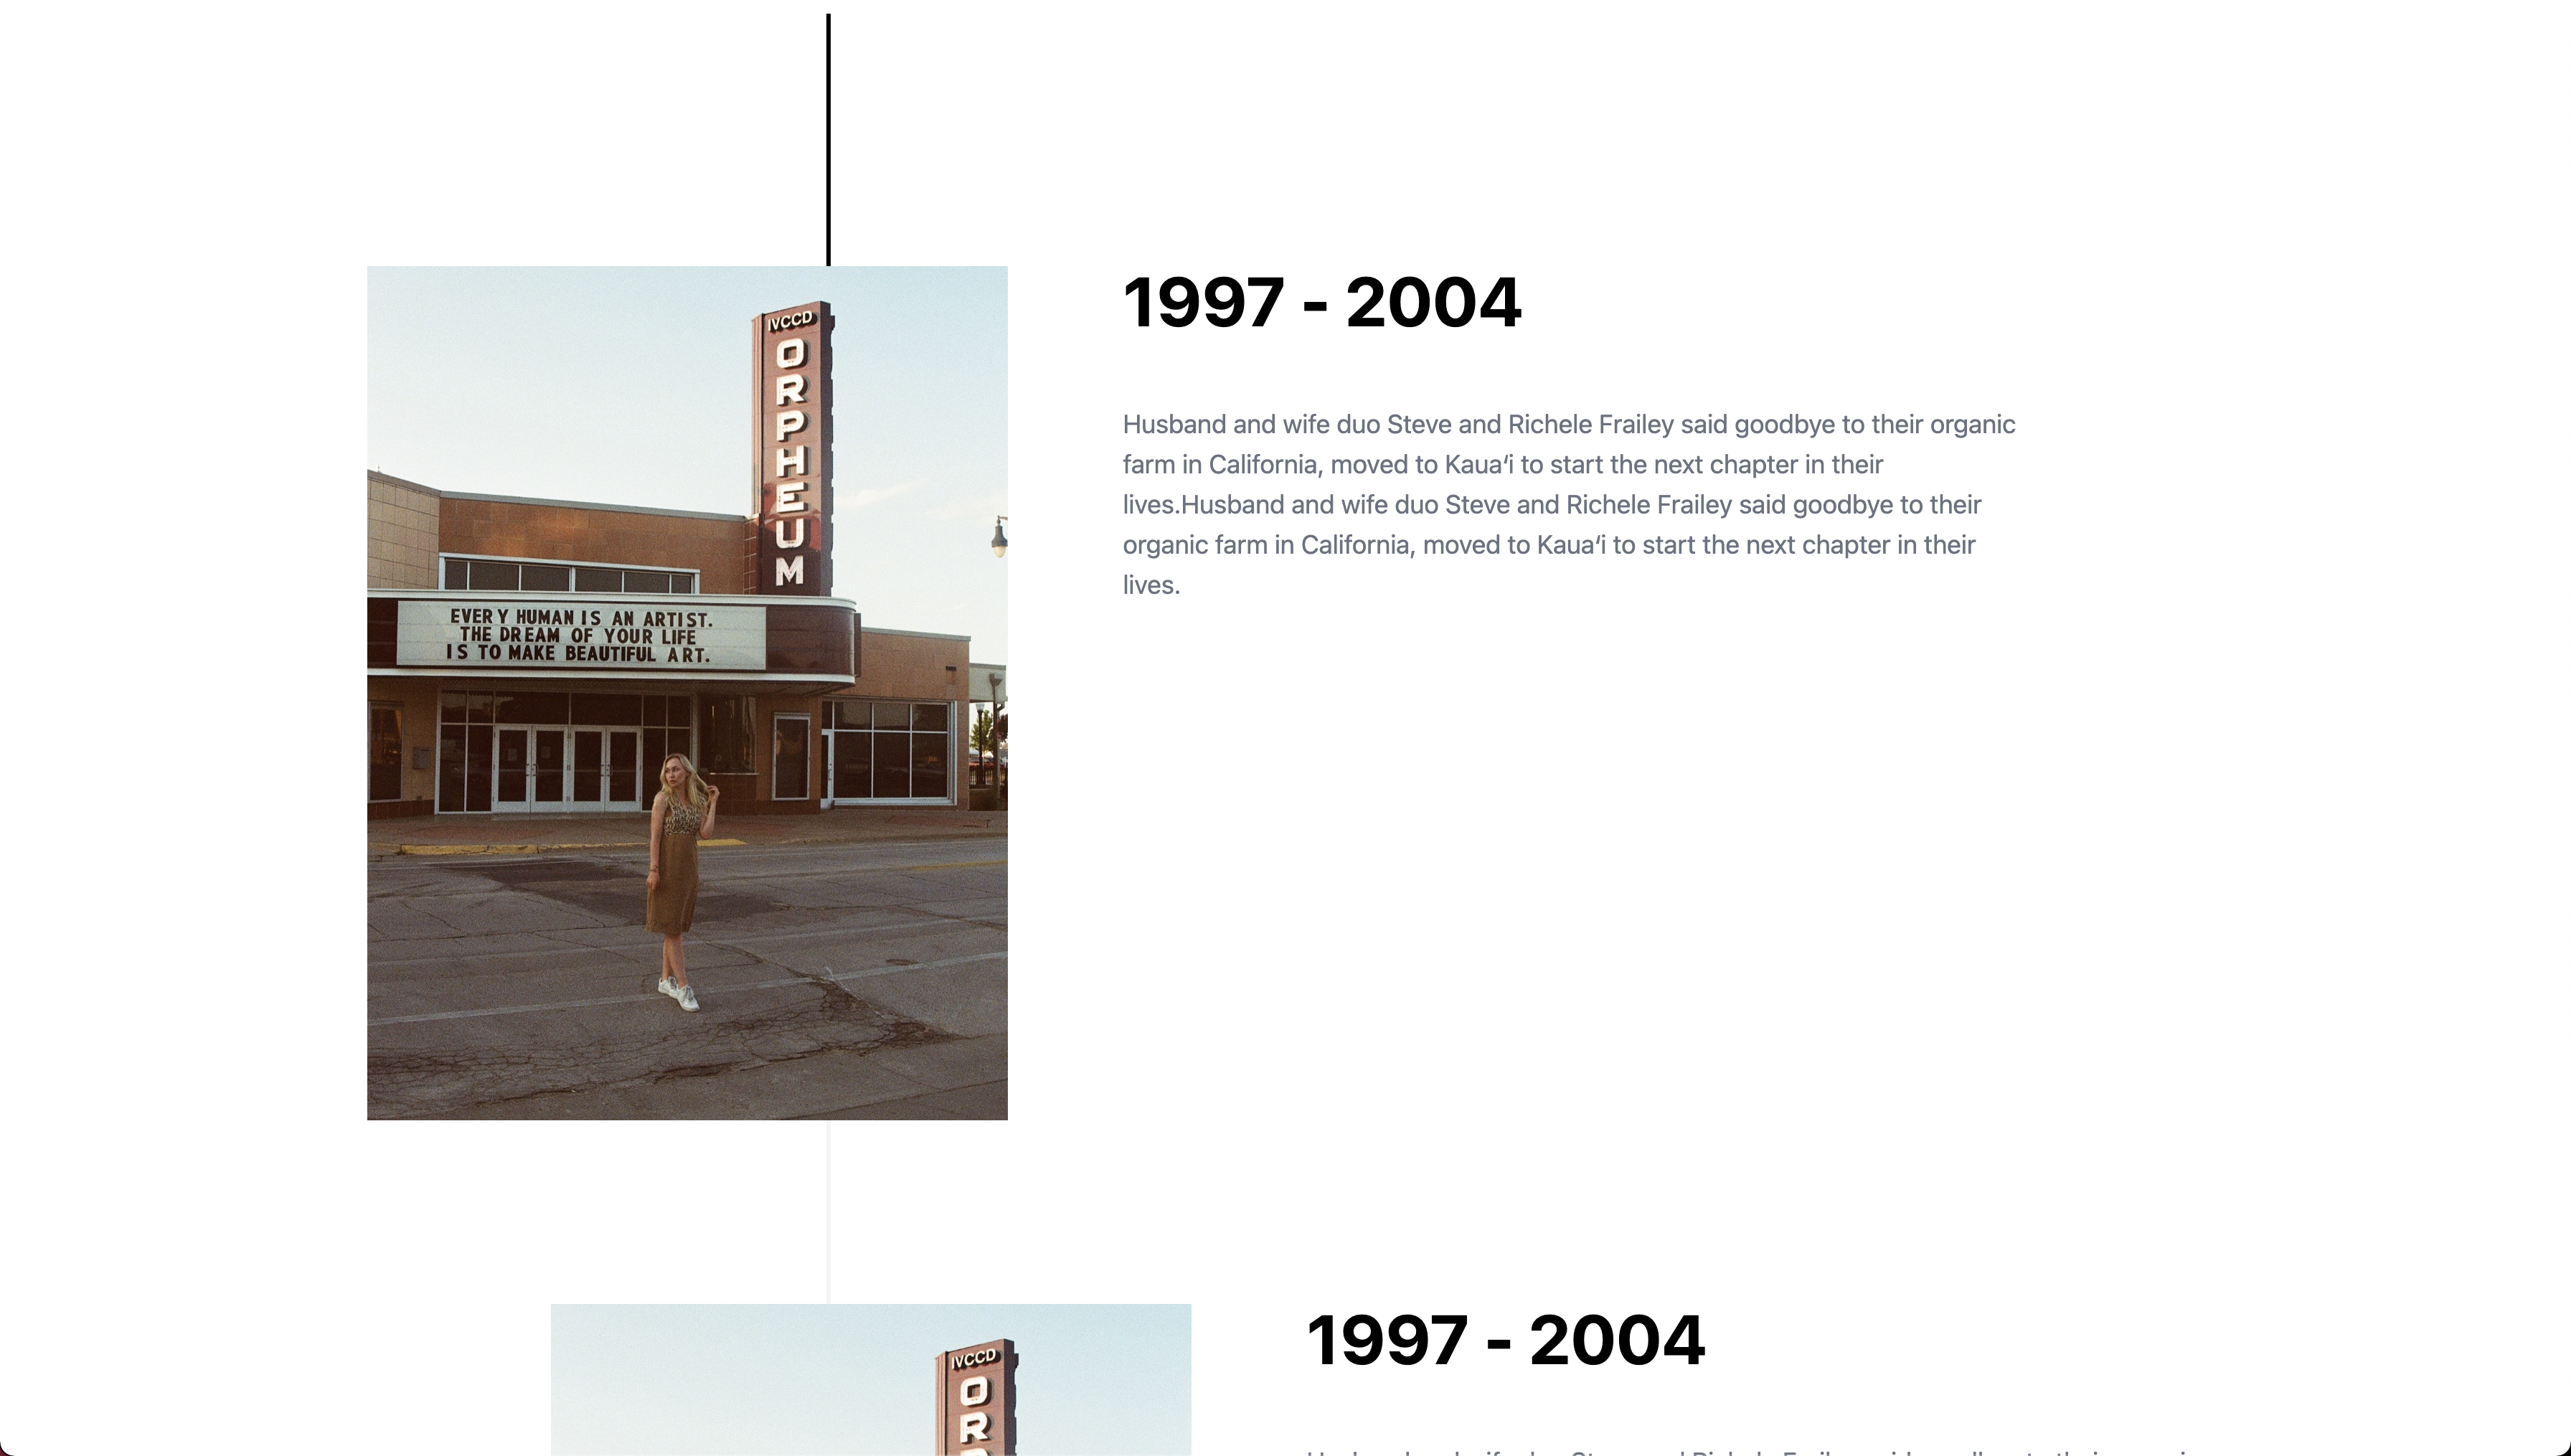 IVCCD
ORPHEUM
EVERY HUMAN IS AN ARTIST.
THE DREAM OF YOUR LIFE
IS TO MAKE BEAUTIFUL ART.
1997 - 2004
Husband and wife duo Steve and Richele Frailey said goodbye to their organic
farm in California, moved to Kauaʻi to start the next chapter in their
lives.Husband and wife duo Steve and Richele Frailey said goodbye to their
organic farm in California, moved to Kauaʻi to start the next chapter in their
lives.
IVCCD
OR
1997 - 2004